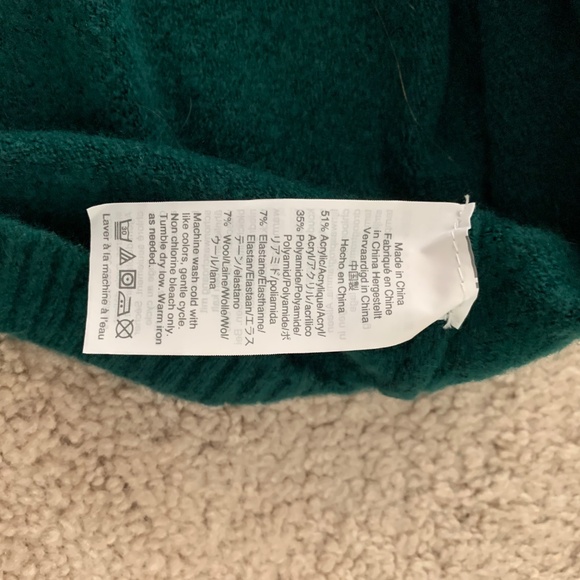 Made in China
Fabriqué en Chine
in China Hergestellt
Vervaardigd in China
中国製
Hecho en China
51% Acrylic/Acrylique/Acryl/
Acryl/アクリル/acrílico
35% Polyamide/Polyamide/
Polyamid/Polyamide/ポ
リアミド/poliamida
7% Elastane/Elasthanne/
Elastan/Elastaan/エラス
テーン/elastano
7% Wool/Laine/Wolle/Wol/
ウール/lana
Machine wash cold with
like colors, gentle cycle.
Non chlorine bleach only.
Tumble dry low. Warm iron
as needed.
30
Laver à la machine à l'eau